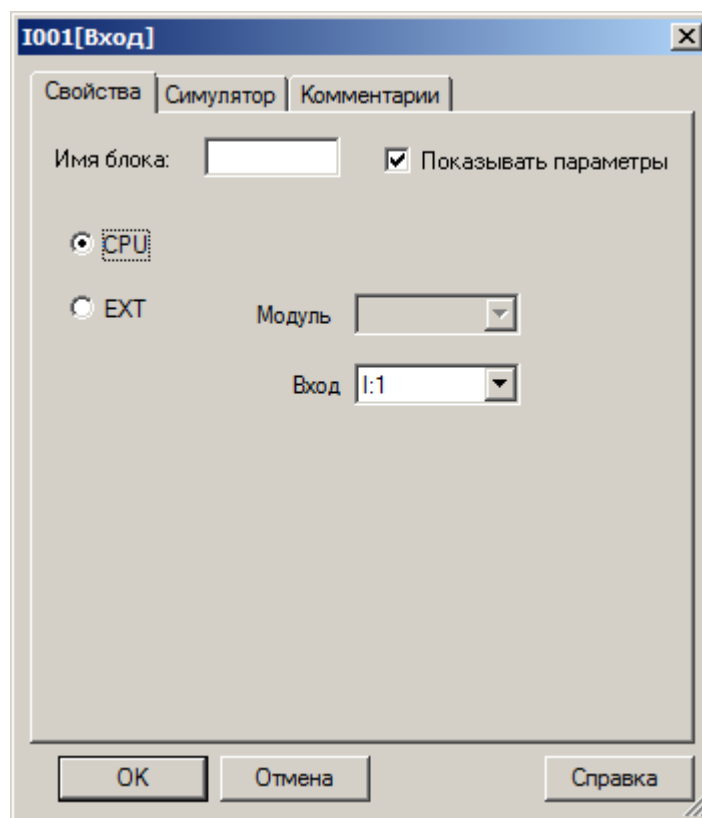 I001[Вход]
Свойства Симулятор Комментарии
Имя блока: Показывать параметры
CPU
EXT Модуль
Вход I:1
OK Отмена Справка